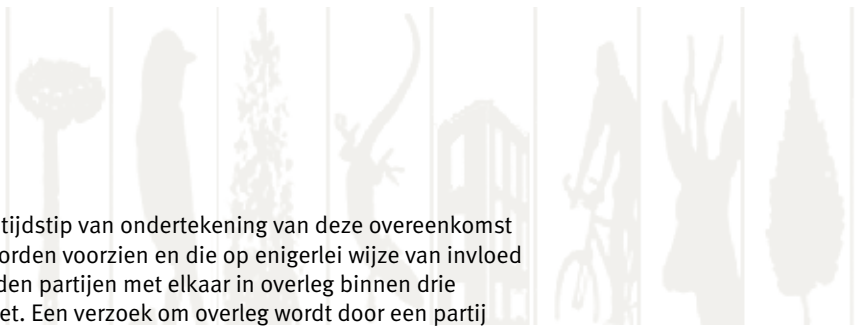 tijdstip van ondertekening van deze overeenkomst
orden voorzien en die op enigerlei wijze van invloed
den partijen met elkaar in overleg binnen drie
et. Een verzoek om overleg wordt door een partij